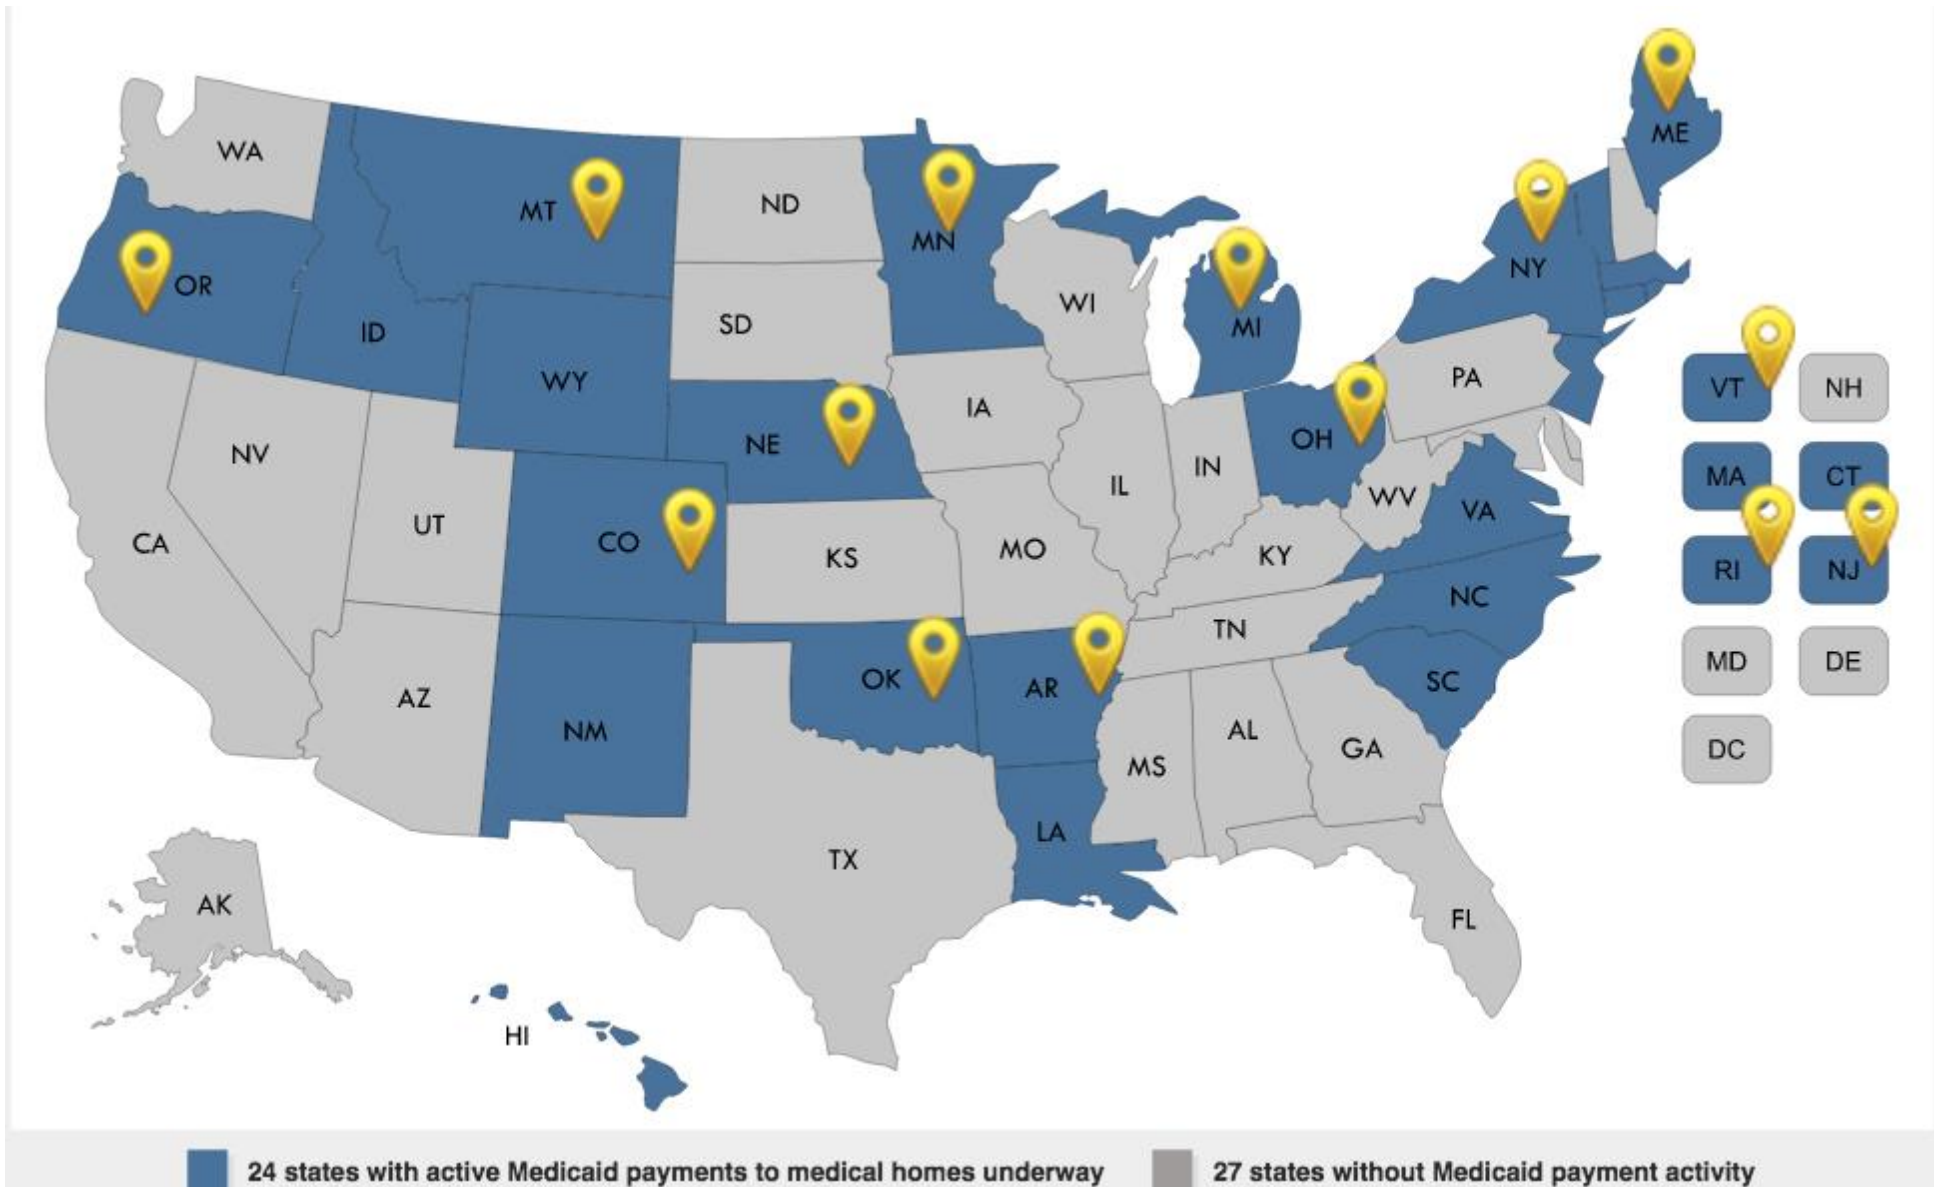 ME
WA
MT
ND
MN
OR
NY
ID
SD
WI
MI
WY
PA
VT
NH
NE
IA
OH
NV
IL
IN
MA
CT
WV
VA
UT
CO
CA
KS
MO
KY
RI
NJ
NC
TN
OK
AR
SC
MD
DE
AZ
NM
AL
GA
MS
DC
LA
TX
AK
FL
HI
24 states with active Medicaid payments to medical homes underway
27 states without Medicaid payment activity